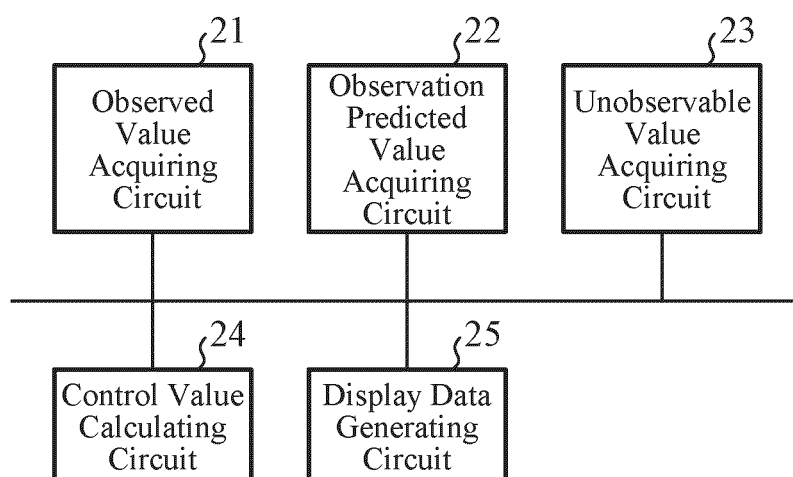 21
Observed
Value
Acquiring
Circuit
22
Observation
Predicted
Value
Acquiring
Circuit
23
Unobservable
Value
Acquiring
Circuit
24
Control Value
Calculating
Circuit
25
Display Data
Generating
Circuit